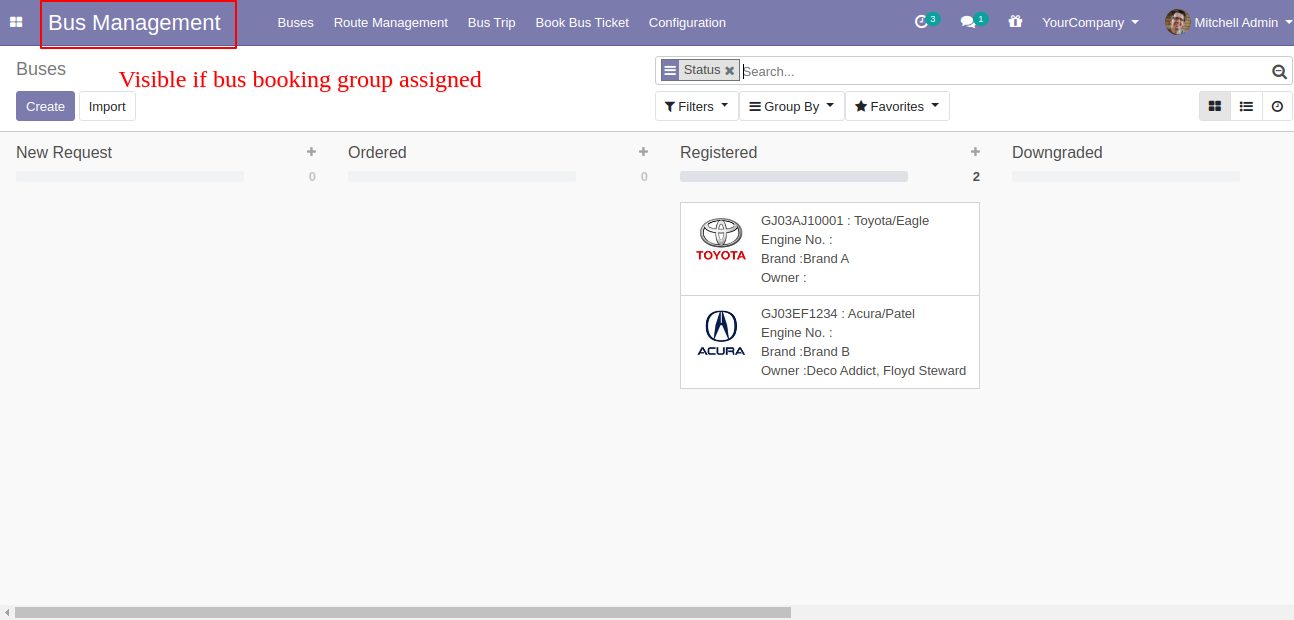 Bus Management Buses Route Management Bus Trip Book Bus Ticket Configuration 3 1 YourCompany Mitchell Admin
Buses
Visible if bus booking group assigned
Status Search...
Create Import
Filters Group By Favorites
New Request Ordered Registered Downgraded
0 0 2
GJ03AJ10001 : Toyota/Eagle
Engine No. :
TOYOTA
Brand :Brand A
Owner :
GJ03EF1234 : Acura/Patel
Engine No. :
ACURA
Brand :Brand B
Owner :Deco Addict, Floyd Steward